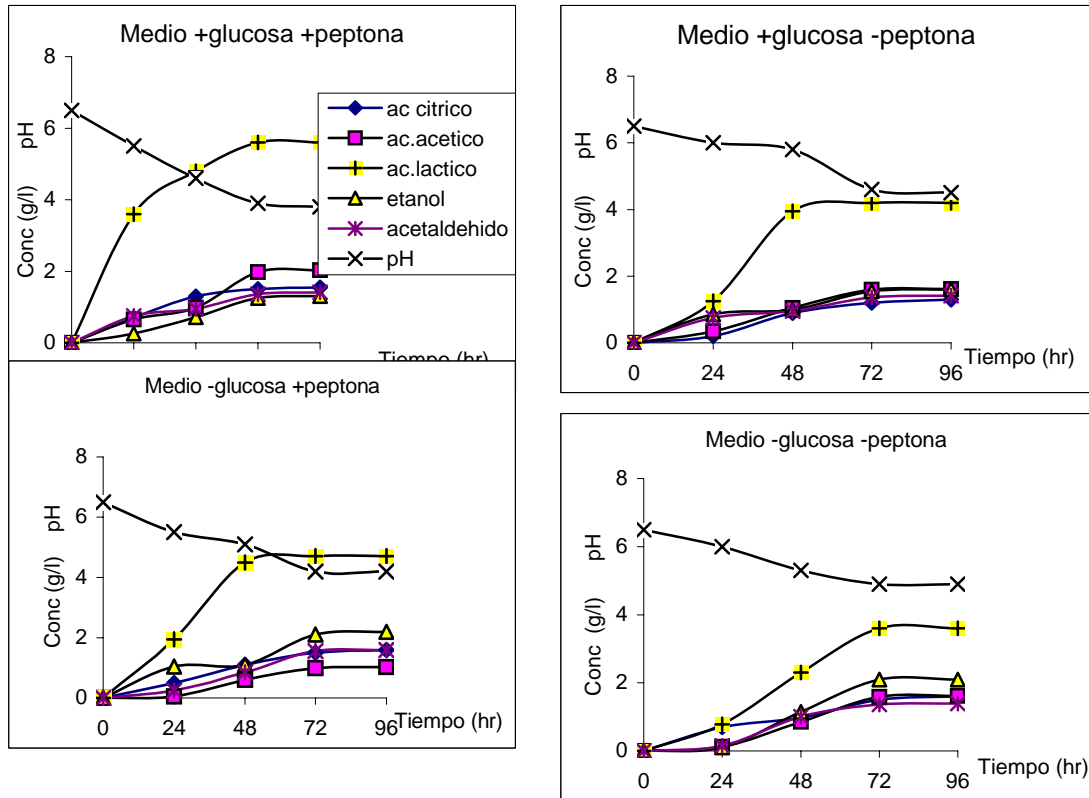 Medio +glucosa +peptona
8
6
4
2
0
Conc (g/l) pH
ac citrico
ac.acetico
ac.lactico
etanol
acetaldehido
pH
Tiempo (hr)
Medio +glucosa -peptona
8
6
4
2
0
Conc (g/l) pH
0 24 48 72 96
Tiempo (hr)
Medio -glucosa +peptona
8
6
4
2
0
Conc (g/l) pH
0 24 48 72 96
Tiempo (hr)
Medio -glucosa -peptona
8
6
4
2
0
Conc (g/l) pH
0 24 48 72 96
Tiempo (hr)